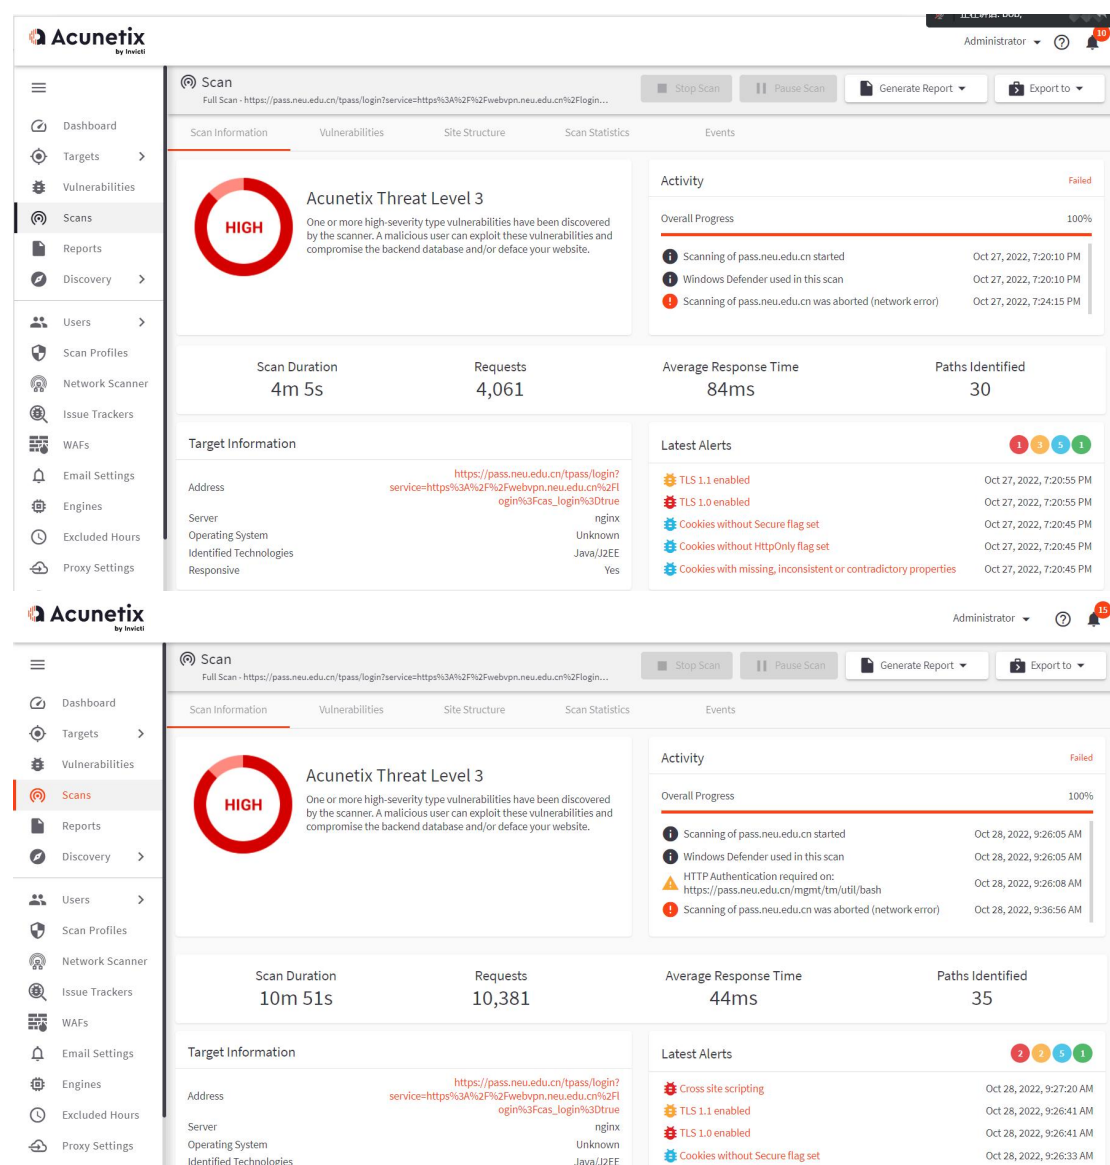 Acunetix
by Invicti
Administrator
10
Scan
Full Scan - https://pass.neu.edu.cn/tpass/login?service=https%3A%2F%2Fwebvpn.neu.edu.cn%2Flogin...
Stop Scan
Pause Scan
Generate Report
Export to
Dashboard
Targets
Vulnerabilities
Scans
Reports
Discovery
Users
Scan Profiles
Network Scanner
Issue Trackers
WAFs
Email Settings
Engines
Excluded Hours
Proxy Settings
Scan Information
Vulnerabilities
Site Structure
Scan Statistics
Events
HIGH
Acunetix Threat Level 3
One or more high-severity type vulnerabilities have been discovered
by the scanner. A malicious user can exploit these vulnerabilities and
compromise the backend database and/or deface your website.
Activity
Failed
Overall Progress
100%
Scanning of pass.neu.edu.cn started Oct 27, 2022, 7:20:10 PM
Windows Defender used in this scan Oct 27, 2022, 7:20:10 PM
Scanning of pass.neu.edu.cn was aborted (network error) Oct 27, 2022, 7:24:15 PM
Scan Duration
4m 5s
Requests
4,061
Average Response Time
84ms
Paths Identified
30
Target Information
Address
https://pass.neu.edu.cn/tpass/login?
service=https%3A%2F%2Fwebvpn.neu.edu.cn%2Fl
ogin%3Fcas_login%3Dtrue
Server nginx
Operating System Unknown
Identified Technologies Java/J2EE
Responsive Yes
Latest Alerts
1 3 5 1
TLS 1.1 enabled Oct 27, 2022, 7:20:55 PM
TLS 1.0 enabled Oct 27, 2022, 7:20:55 PM
Cookies without Secure flag set Oct 27, 2022, 7:20:45 PM
Cookies without HttpOnly flag set Oct 27, 2022, 7:20:45 PM
Cookies with missing, inconsistent or contradictory properties Oct 27, 2022, 7:20:45 PM
Acunetix
by Invicti
Administrator
15
Scan
Full Scan - https://pass.neu.edu.cn/tpass/login?service=https%3A%2F%2Fwebvpn.neu.edu.cn%2Flogin...
Stop Scan
Pause Scan
Generate Report
Export to
Dashboard
Targets
Vulnerabilities
Scans
Reports
Discovery
Users
Scan Profiles
Network Scanner
Issue Trackers
WAFs
Email Settings
Engines
Excluded Hours
Proxy Settings
Scan Information
Vulnerabilities
Site Structure
Scan Statistics
Events
HIGH
Acunetix Threat Level 3
One or more high-severity type vulnerabilities have been discovered
by the scanner. A malicious user can exploit these vulnerabilities and
compromise the backend database and/or deface your website.
Activity
Failed
Overall Progress
100%
Scanning of pass.neu.edu.cn started Oct 28, 2022, 9:26:05 AM
Windows Defender used in this scan Oct 28, 2022, 9:26:05 AM
HTTP Authentication required on:
https://pass.neu.edu.cn/mgmt/tm/util/bash Oct 28, 2022, 9:26:08 AM
Scanning of pass.neu.edu.cn was aborted (network error) Oct 28, 2022, 9:36:56 AM
Scan Duration
10m 51s
Requests
10,381
Average Response Time
44ms
Paths Identified
35
Target Information
Address
https://pass.neu.edu.cn/tpass/login?
service=https%3A%2F%2Fwebvpn.neu.edu.cn%2Fl
ogin%3Fcas_login%3Dtrue
Server nginx
Operating System Unknown
Identified Technologies Java/J2EE
Latest Alerts
2 2 5 1
Cross site scripting Oct 28, 2022, 9:27:20 AM
TLS 1.1 enabled Oct 28, 2022, 9:26:41 AM
TLS 1.0 enabled Oct 28, 2022, 9:26:41 AM
Cookies without Secure flag set Oct 28, 2022, 9:26:33 AM